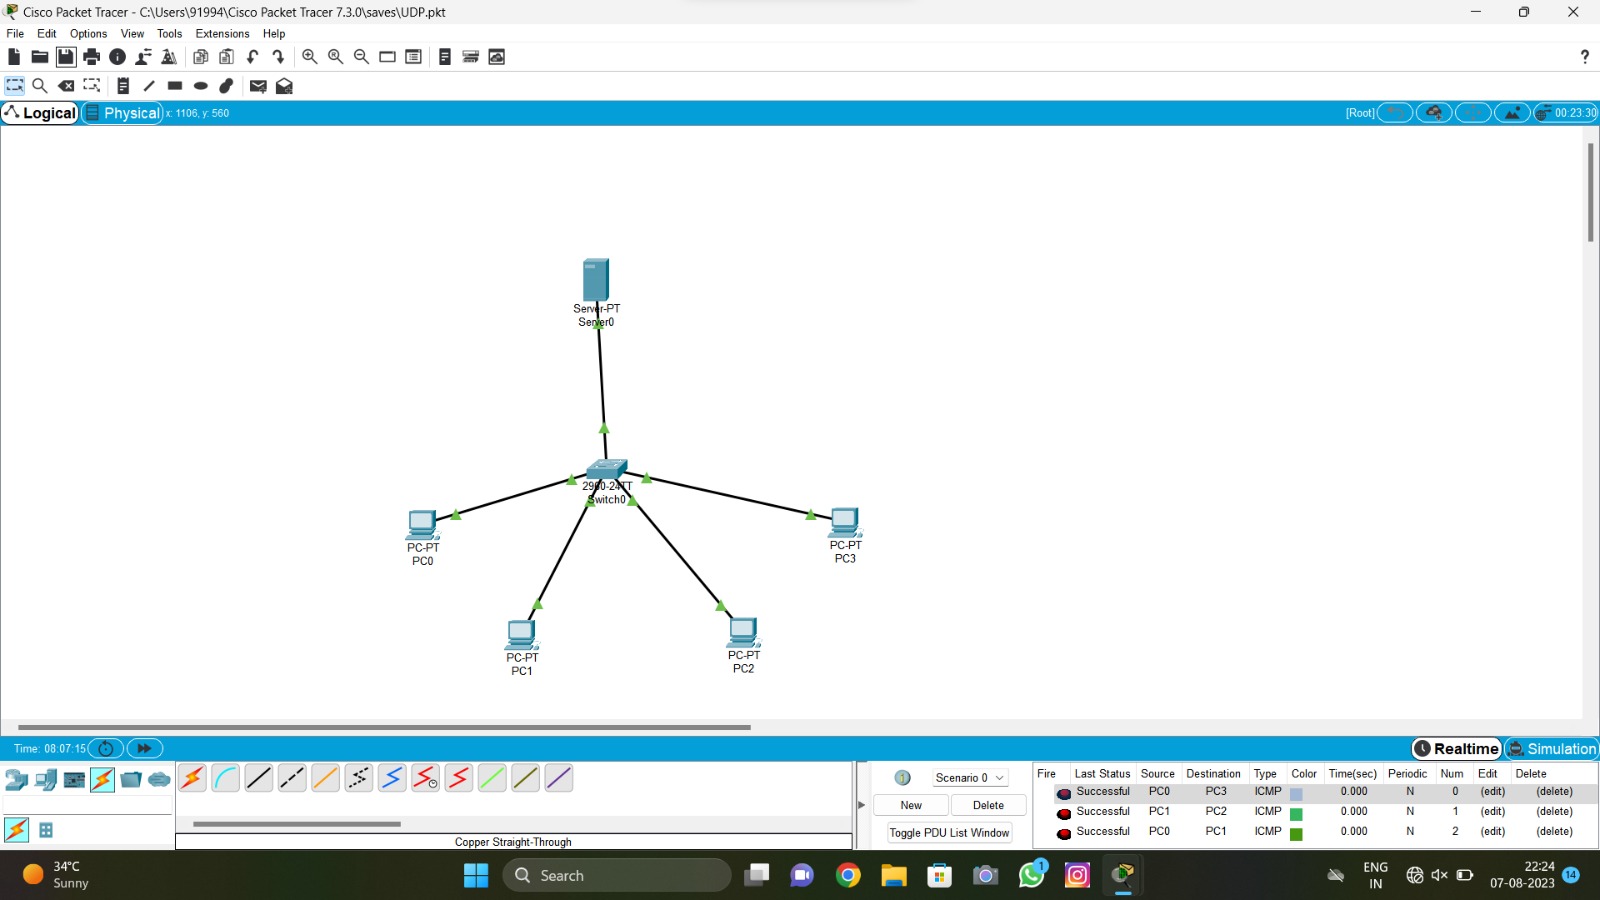 Cisco Packet Tracer - C:\Users\91994\Cisco Packet Tracer 7.3.0\saves\UDP.pkt
File Edit Options View Tools Extensions Help
?
Logical Physical x: 1106, y: 560 [Root] 00:23:30
Server-PT
Server0
2960-24TT
Switch0
PC-PT
PC0
PC-PT
PC3
PC-PT
PC1
PC-PT
PC2
Time: 08:07:15 Realtime Simulation
Scenario 0
New Delete
Toggle PDU List Window
Copper Straight-Through
Fire Last Status Source Destination Type Color Time(sec) Periodic Num Edit Delete
Successful PC0 PC3 ICMP 0.000 N 0 (edit) (delete)
Successful PC1 PC2 ICMP 0.000 N 1 (edit) (delete)
Successful PC0 PC1 ICMP 0.000 N 2 (edit) (delete)
34°C
Sunny
Search
1
ENG
IN
22:24
07-08-2023
14